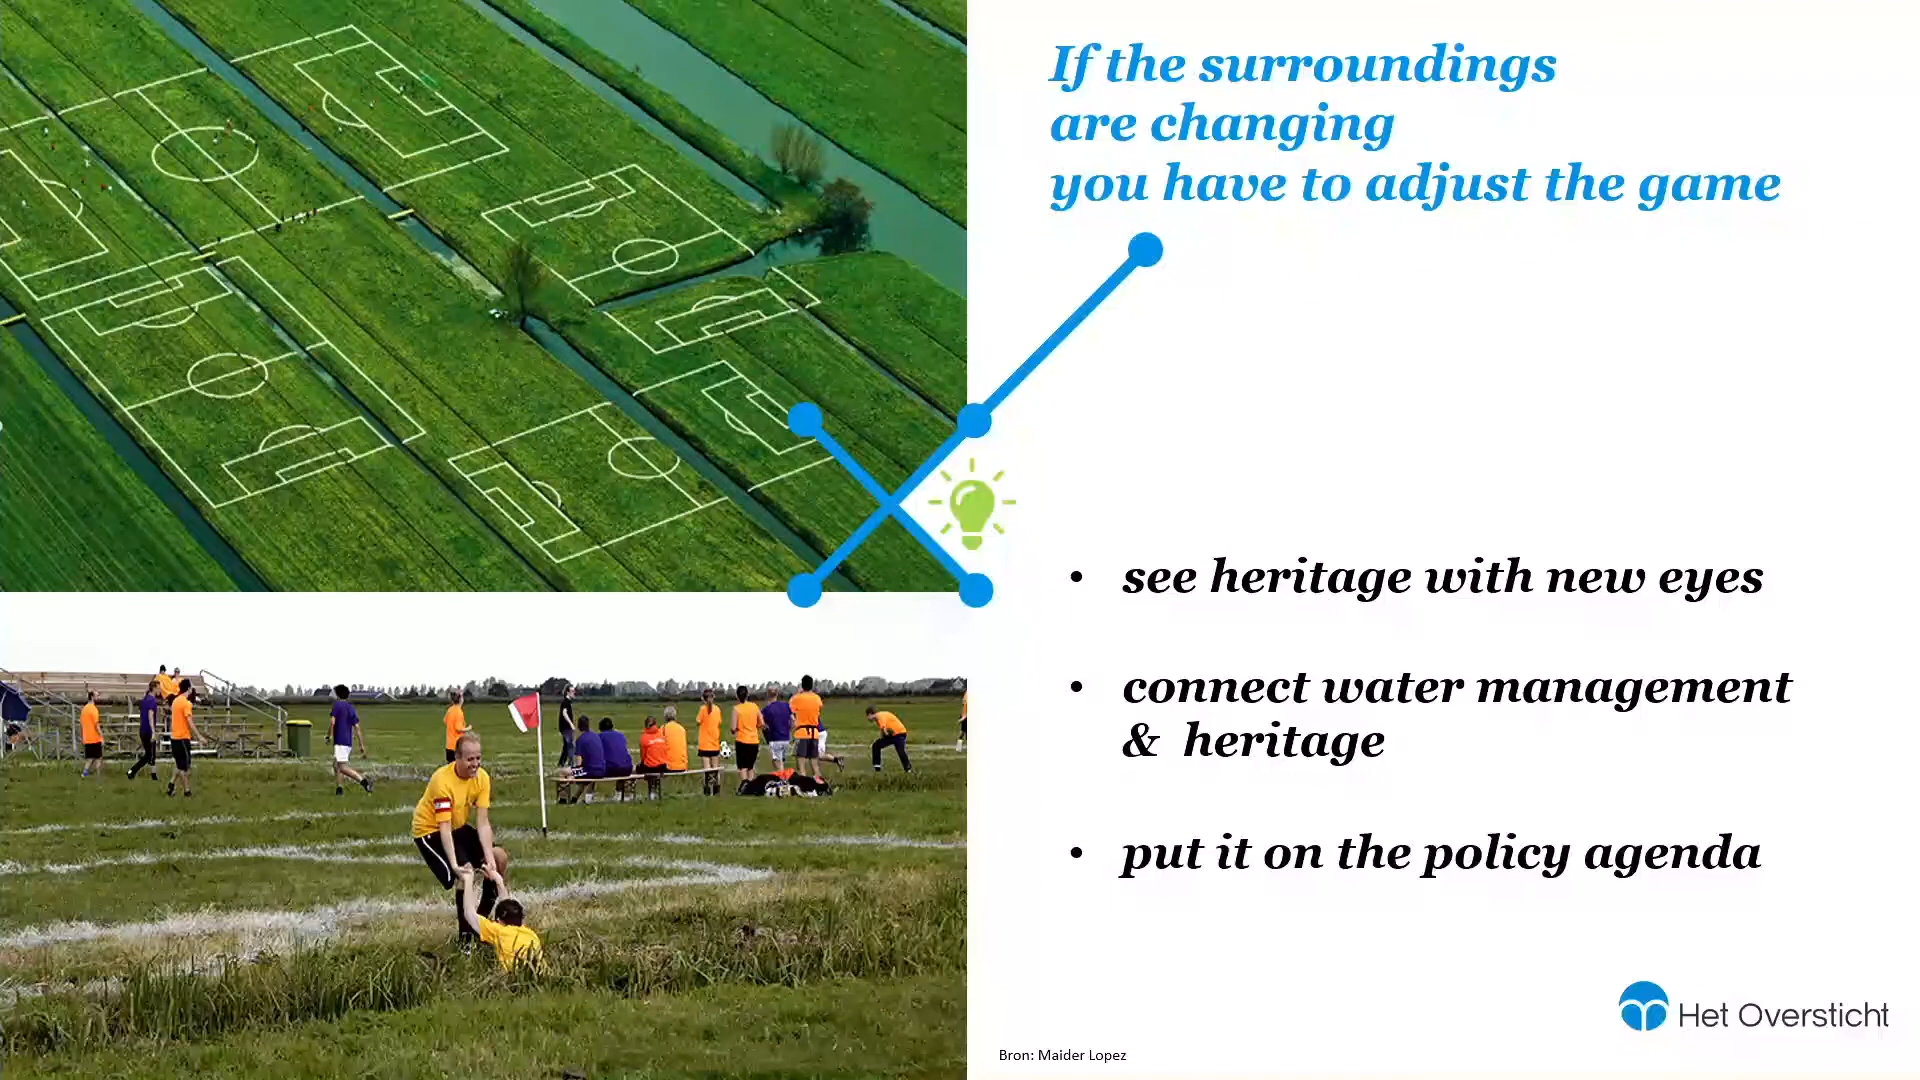 If the surroundings
are changing
you have to adjust the game
• see heritage with new eyes
• connect water management
& heritage
• put it on the policy agenda
Het Oversticht
Bron: Maider Lopez